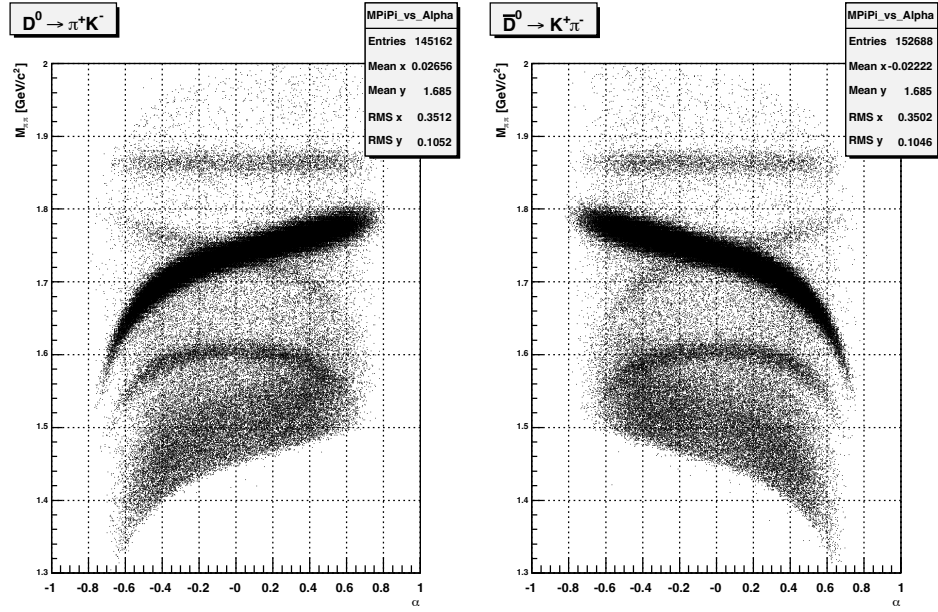 D⁰ → π⁺K⁻
MPiPi_vs_Alpha
Entries 145162
Mean x 0.02656
Mean y 1.685
RMS x 0.3512
RMS y 0.1052
M_ππ [GeV/c²]
2
1.9
1.8
1.7
1.6
1.5
1.4
1.3
-1 -0.8 -0.6 -0.4 -0.2 -0 0.2 0.4 0.6 0.8 1
α
D̄⁰ → K⁺π⁻
MPiPi_vs_Alpha
Entries 152688
Mean x -0.02222
Mean y 1.685
RMS x 0.3502
RMS y 0.1046
M_ππ [GeV/c²]
2
1.9
1.8
1.7
1.6
1.5
1.4
1.3
-1 -0.8 -0.6 -0.4 -0.2 -0 0.2 0.4 0.6 0.8 1
α